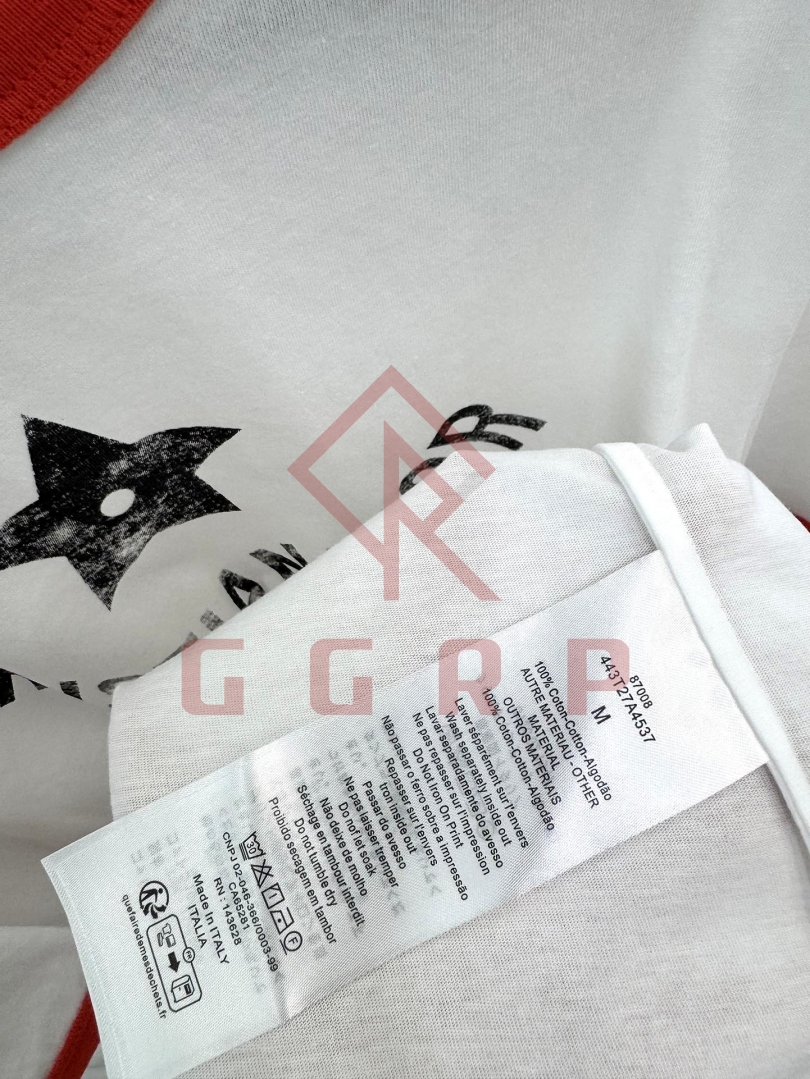 GGRP
87008
443T27A4537
M
100% Coton-Cotton-Algodão
AUTRE MATERIAU - OTHER
MATERIAL
OUTROS MATERIAIS
100% Coton-Cotton-Algodão
Laver séparément sur l'envers
Wash separately inside out
Lavar separadamente do avesso
Ne pas repasser sur l'impression
Do Not Iron On Print
Não passar o ferro sobre a impressão
Repasser sur l'envers
Iron inside out
Passar do avesso
Ne pas laisser tremper
Do not let soak
Não deixe de molho
Séchage en tambour interdit
Do not tumble dry
Proibido secagem em tambor
30
F
CNPJ 02-046-366/0003-99
CA65281
RN : 143628
Made In ITALY
ITALIA
FR
quefairedemesdechets.fr